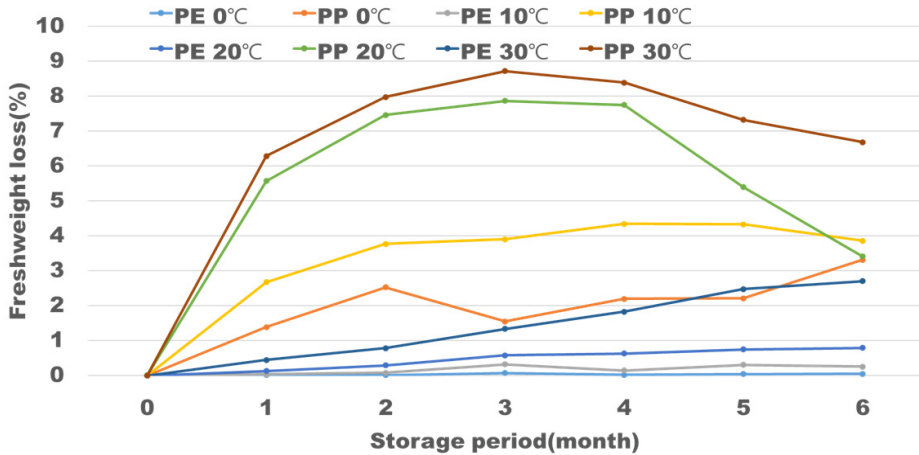 PE 0℃ PP 0℃ PE 10℃ PP 10℃
PE 20℃ PP 20℃ PE 30℃ PP 30℃
10
9
8
7
6
5
4
3
2
1
0
Freshweight loss(%)
0 1 2 3 4 5 6
Storage period(month)